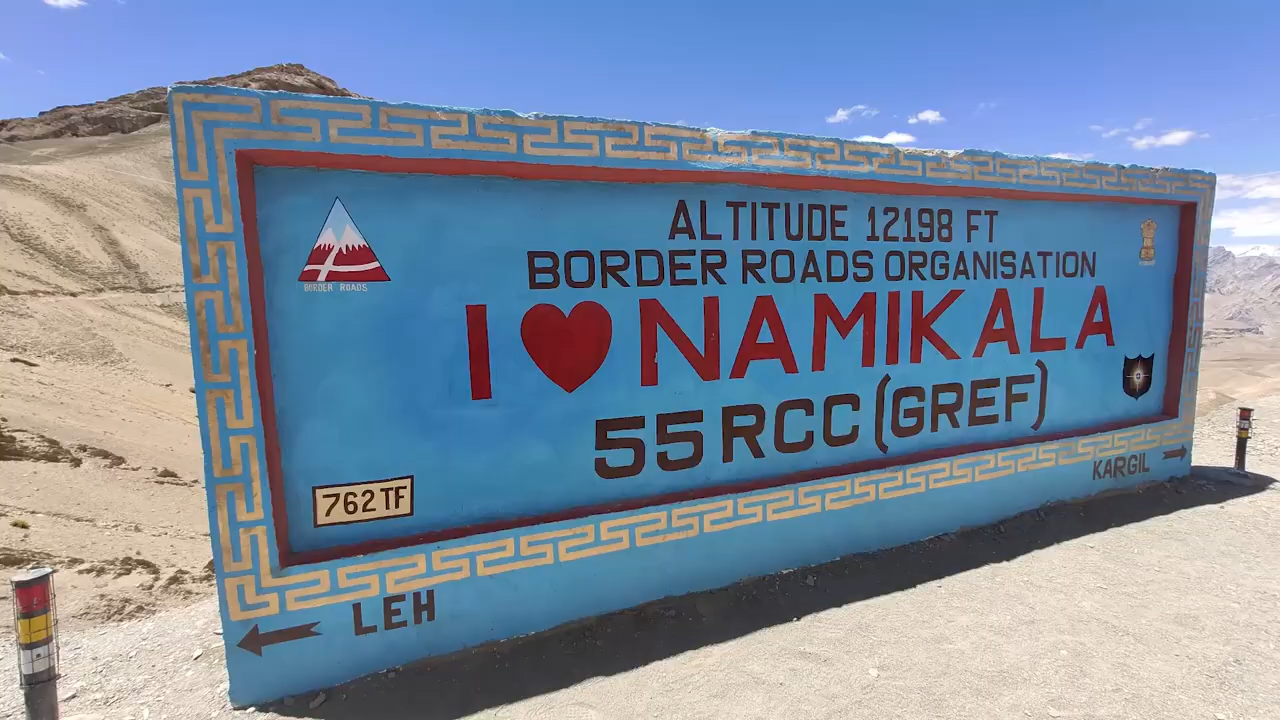 ALTITUDE 12198 FT
BORDER ROADS ORGANISATION
I ❤ NAMIKALA
55 RCC (GREF)
BORDER ROADS
762 TF
KARGIL →
← LEH